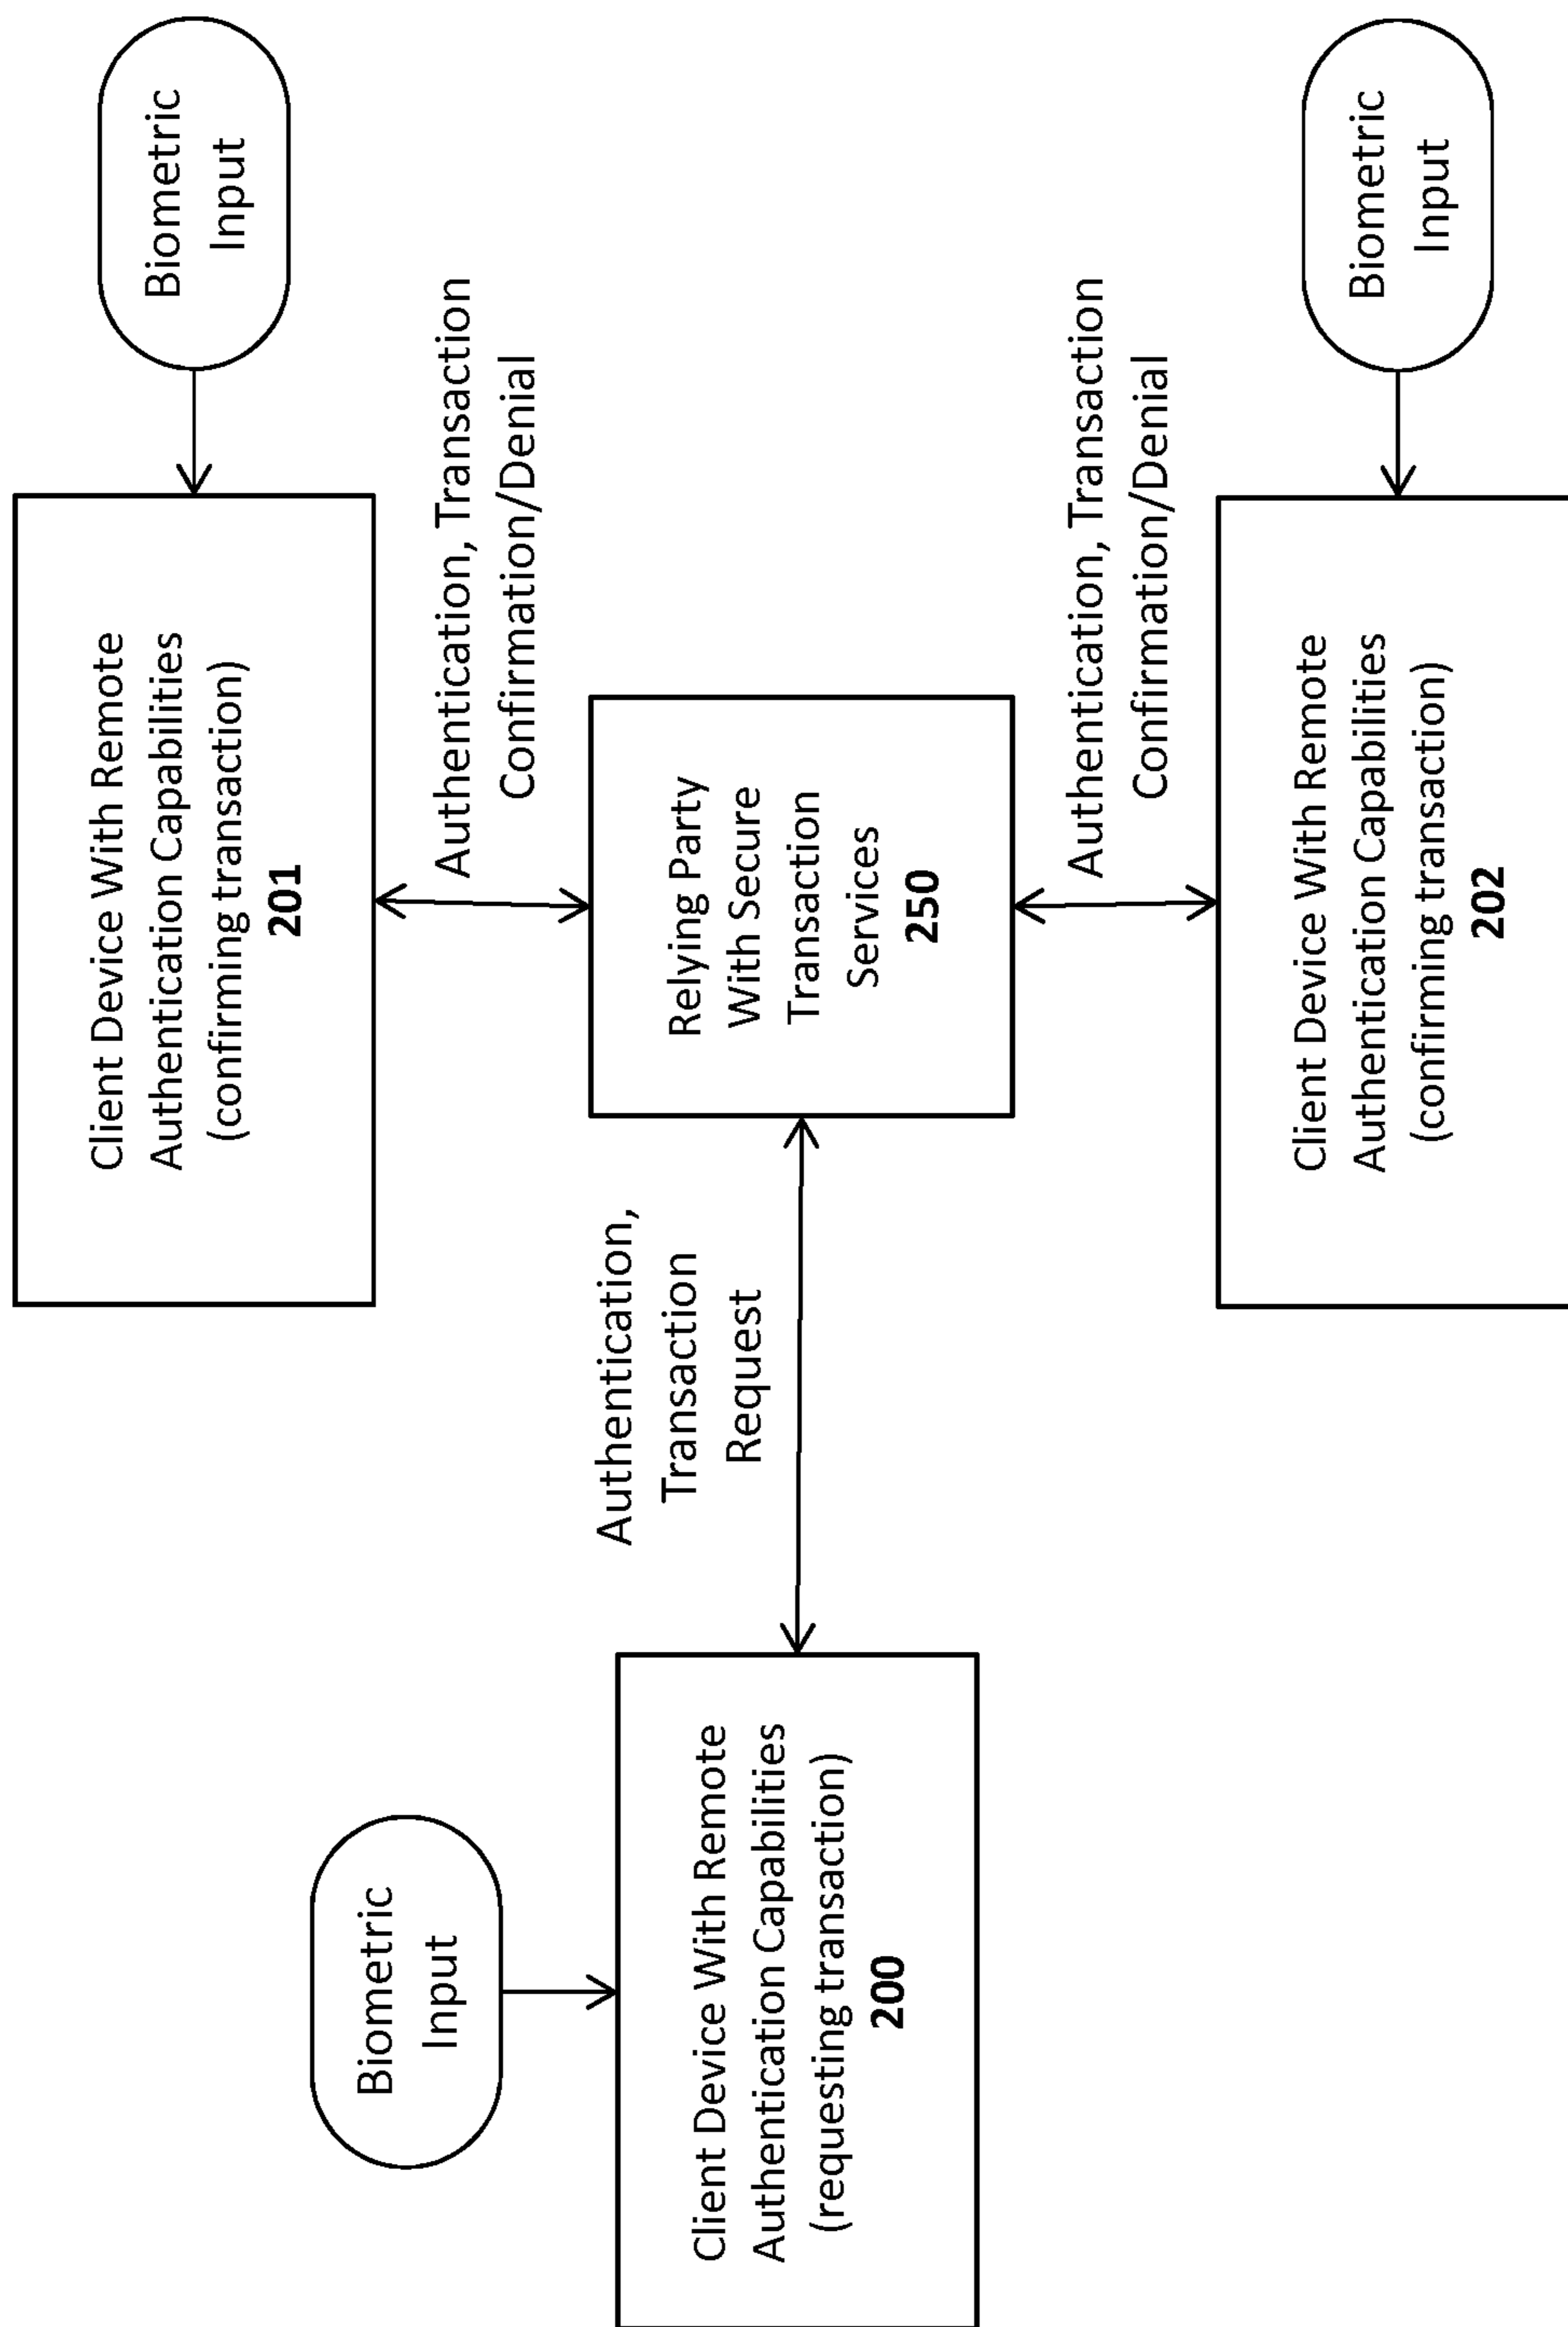 Biometric
Input
Client Device With Remote
Authentication Capabilities
(requesting transaction)
200
Authentication,
Transaction
Request
Relying Party
With Secure
Transaction
Services
250
Client Device With Remote
Authentication Capabilities
(confirming transaction)
201
Biometric
Input
Authentication, Transaction
Confirmation/Denial
Authentication, Transaction
Confirmation/Denial
Client Device With Remote
Authentication Capabilities
(confirming transaction)
202
Biometric
Input